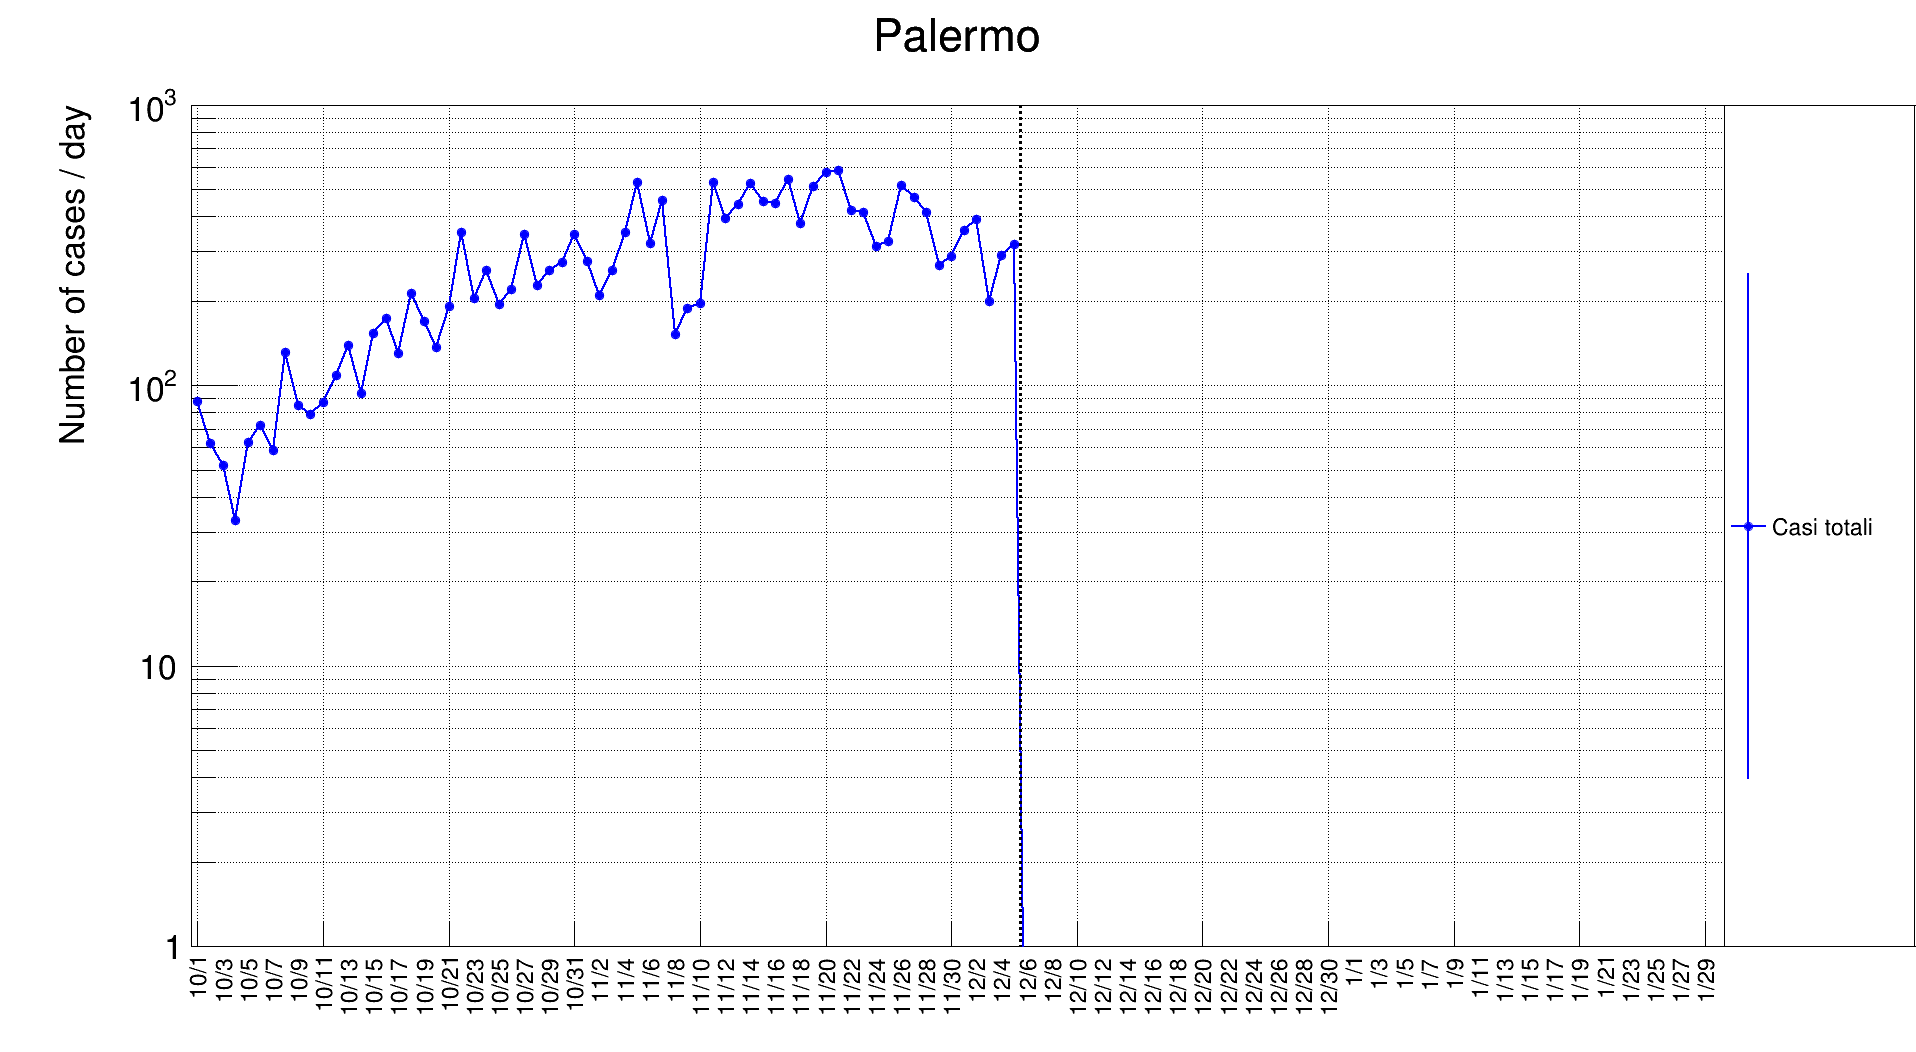 Palermo
Number of cases / day
10³
10²
10
1
10/1 10/3 10/5 10/7 10/9 10/11 10/13 10/15 10/17 10/19 10/21 10/23 10/25 10/27 10/29 10/31 11/2 11/4 11/6 11/8 11/10 11/12 11/14 11/16 11/18 11/20 11/22 11/24 11/26 11/28 11/30 12/2 12/4 12/6 12/8 12/10 12/12 12/14 12/16 12/18 12/20 12/22 12/24 12/26 12/28 12/30 1/1 1/3 1/5 1/7 1/9 1/11 1/13 1/15 1/17 1/19 1/21 1/23 1/25 1/27 1/29
Casi totali